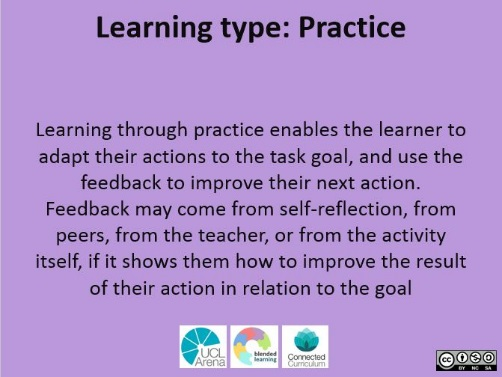 Learning type: Practice
Learning through practice enables the learner to
adapt their actions to the task goal, and use the
feedback to improve their next action.
Feedback may come from self-reflection, from
peers, from the teacher, or from the activity
itself, if it shows them how to improve the result
of their action in relation to the goal
UCL
Arena
blended
learning
Connected
Curriculum
cc
BY NC SA